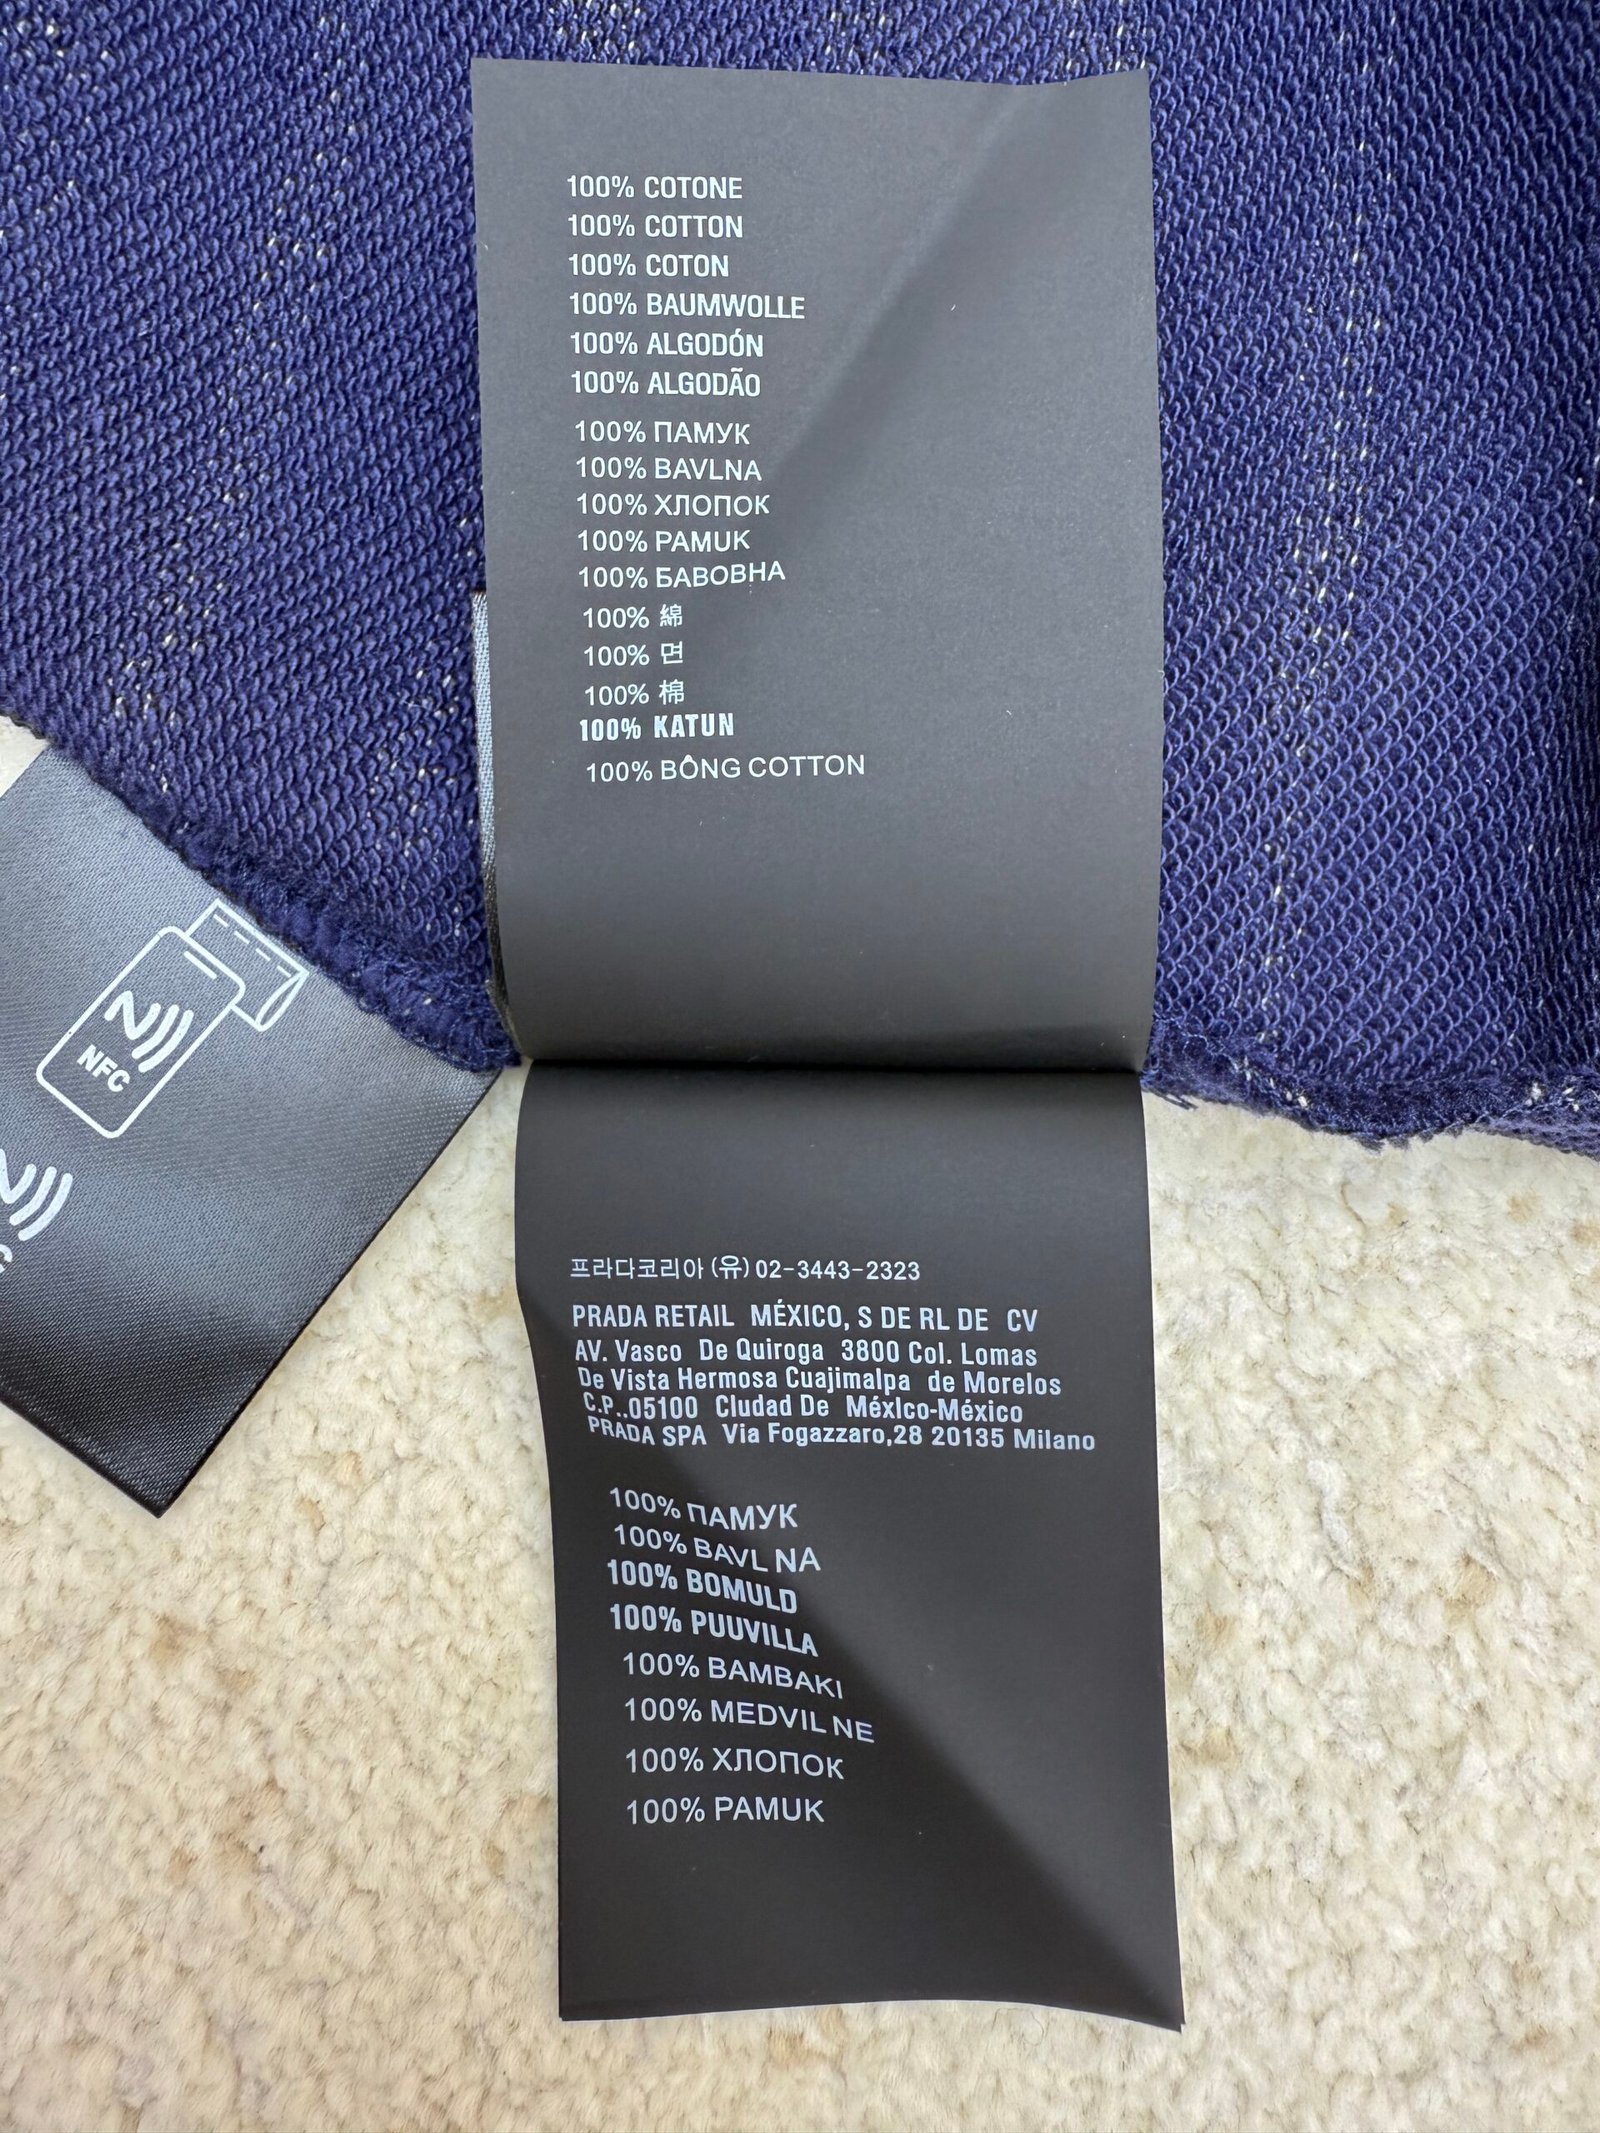 100% COTONE
100% COTTON
100% COTON
100% BAUMWOLLE
100% ALGODÓN
100% ALGODÃO
100% ПАМУК
100% BAVLNA
100% ХЛОПОК
100% PAMUK
100% БАВОВНА
100% 綿
100% 면
100% 棉
100% KATUN
100% BÔNG COTTON
NFC
프라다코리아 (유) 02-3443-2323
PRADA RETAIL MÉXICO, S DE RL DE CV
AV. Vasco De Quiroga 3800 Col. Lomas
De Vista Hermosa Cuajimalpa de Morelos
C.P..05100 Cludad De Méxlco-México
PRADA SPA Via Fogazzaro,28 20135 Milano
100% ПАМУК
100% BAVL NA
100% BOMULD
100% PUUVILLA
100% BAMBAKI
100% MEDVIL NE
100% ХЛОПОК
100% PAMUK